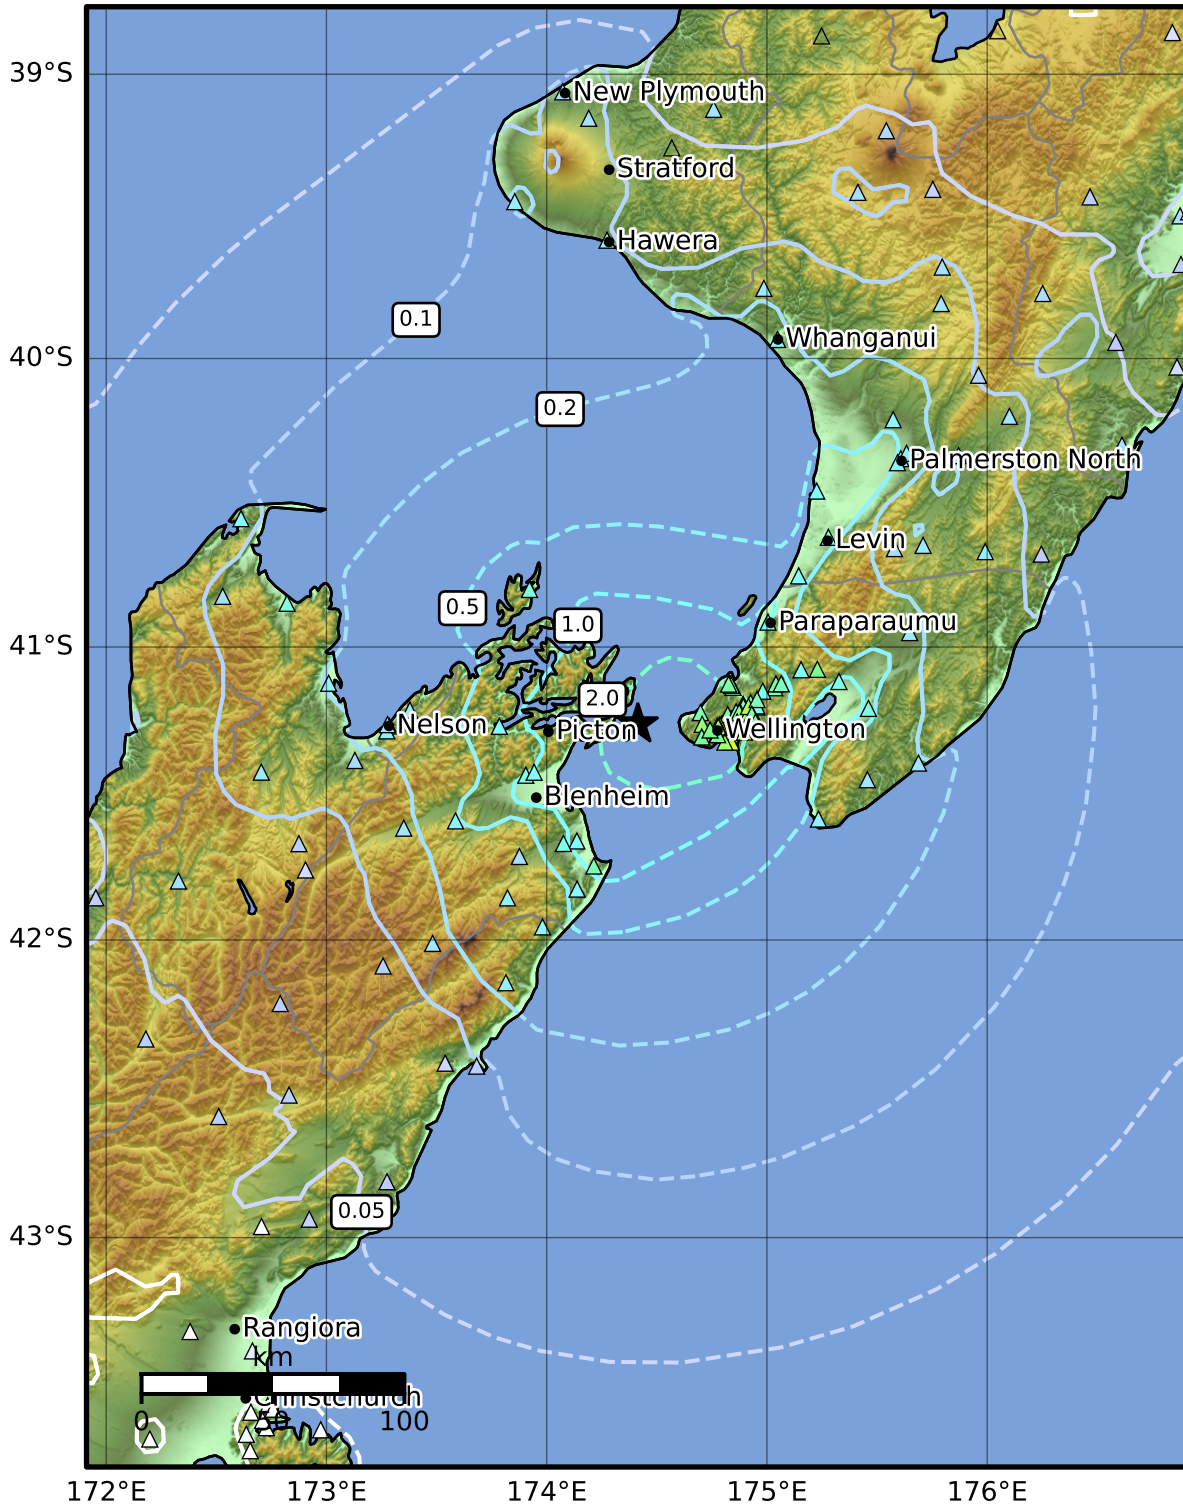 39°S
New Plymouth
Stratford
Hawera
0.1
Whanganui
40°S
0.2
Palmerston North
Levin
0.5
1.0
Paraparaumu
41°S
2.0
Nelson
Picton
Wellington
Blenheim
42°S
0.05
43°S
Rangiora
km
Christchurch
0
100
172°E
173°E
174°E
175°E
176°E